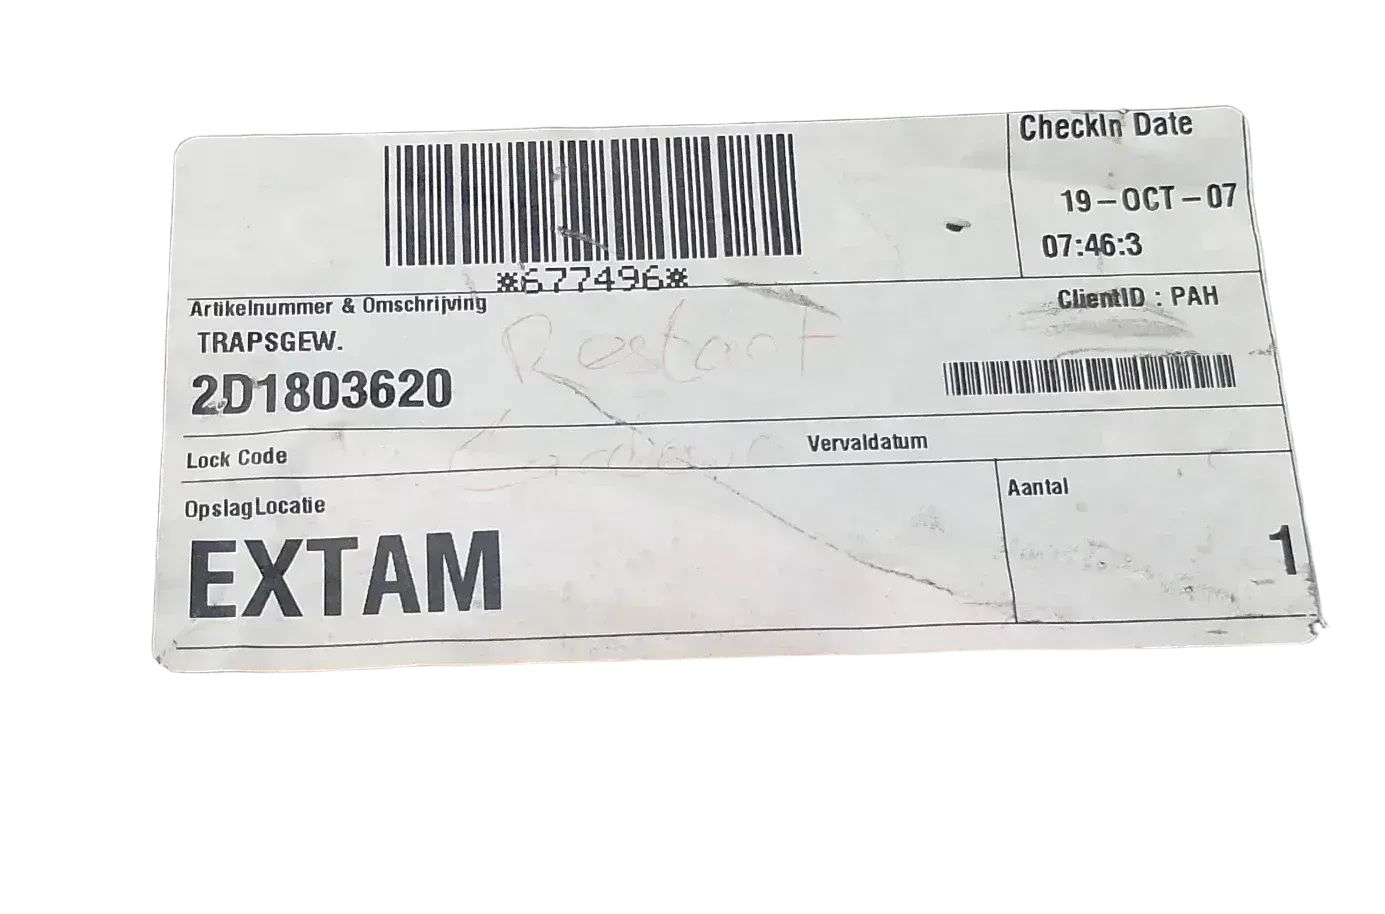 CheckIn Date
19-OCT-07
07:46:3
*677496*
Artikelnummer & Omschrijving
ClientID : PAH
TRAPSGEW.
Restant
2D1803620
Lock Code
Vervaldatum
OpslagLocatie
Aantal
EXTAM
1